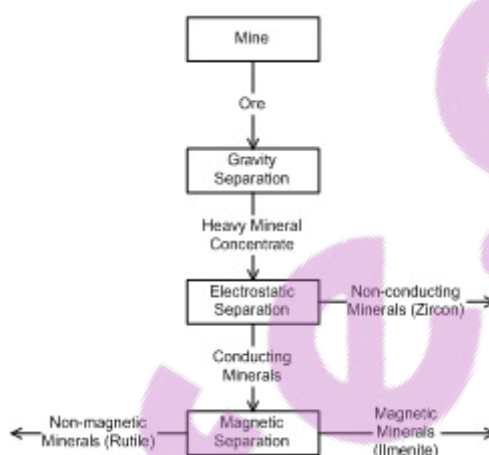 Mine
Ore
Gravity
Separation
Heavy Mineral
Concentrate
Electrostatic
Separation
Non-conducting
Minerals (Zircon)
Conducting
Minerals
Non-magnetic
Minerals (Rutile)
Magnetic
Separation
Magnetic
Minerals
(Ilmenite)